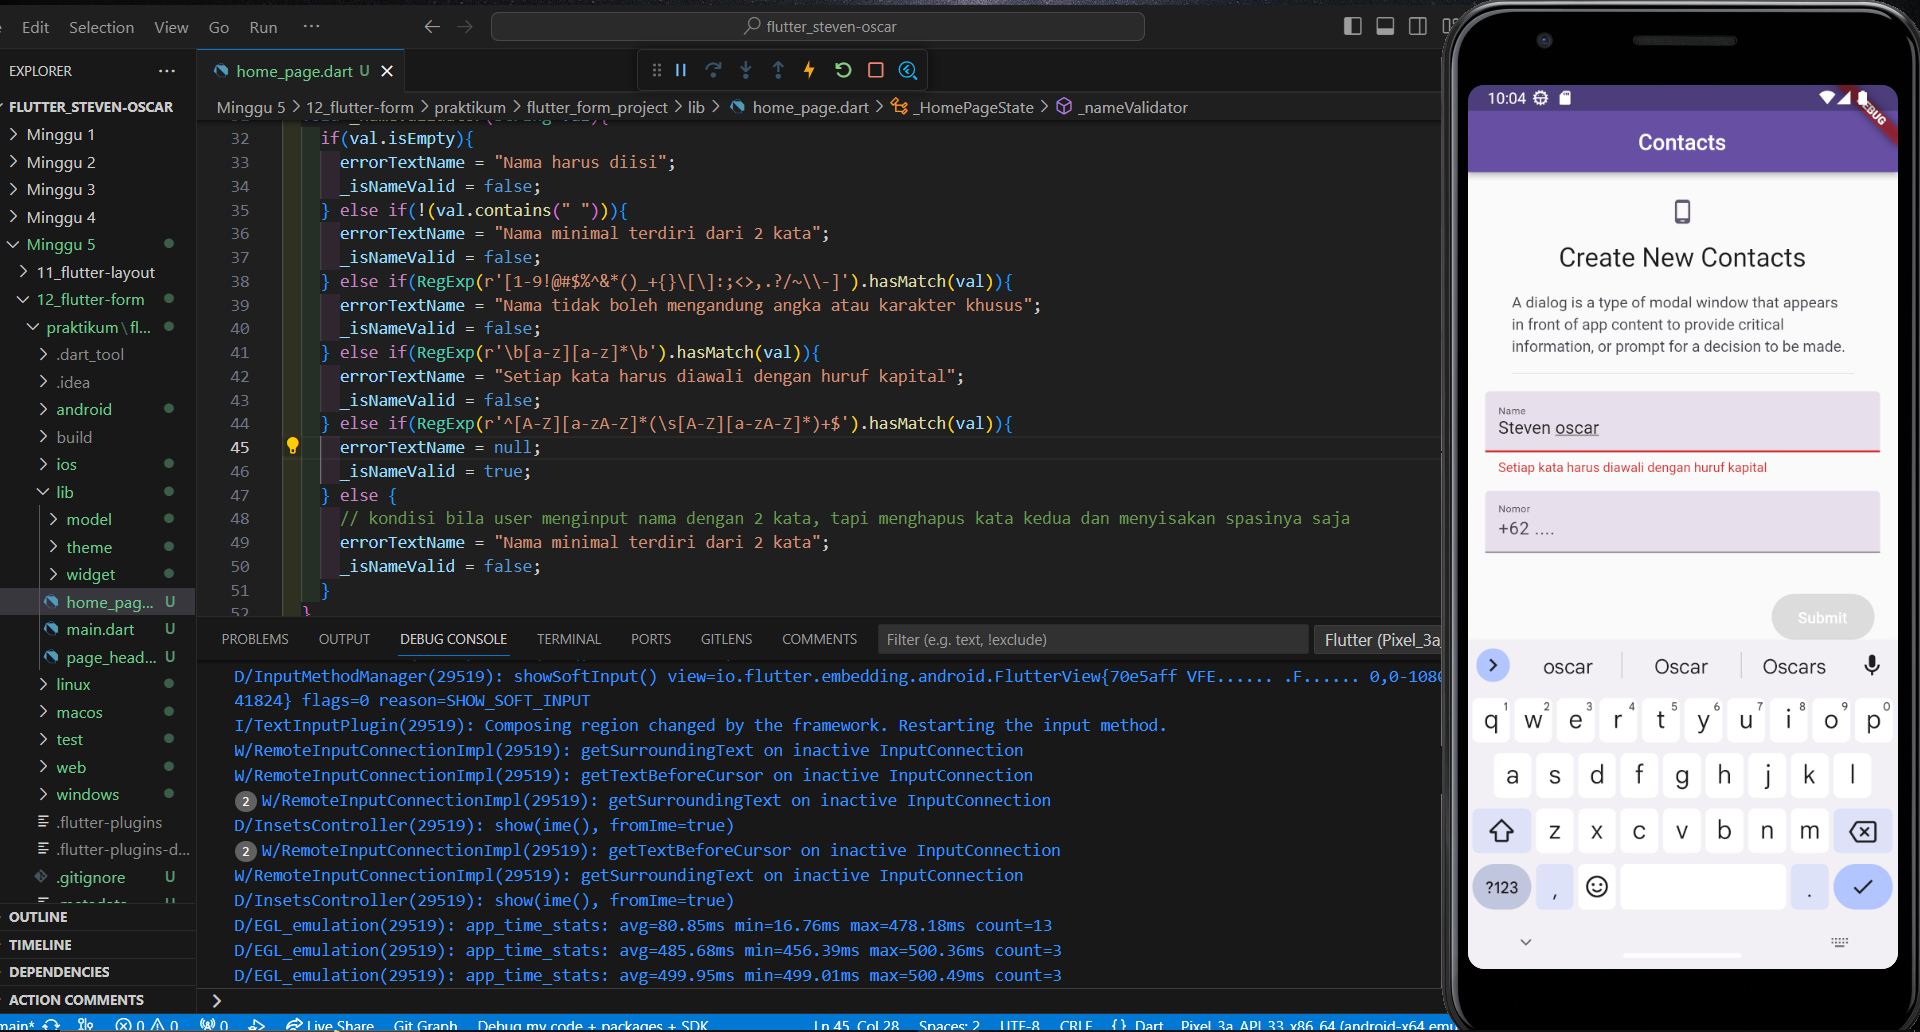 Edit Selection View Go Run ···
flutter_steven-oscar
EXPLORER ···
FLUTTER_STEVEN-OSCAR
Minggu 1
Minggu 2
Minggu 3
Minggu 4
Minggu 5
11_flutter-layout
12_flutter-form
praktikum\fl...
.dart_tool
.idea
android
build
ios
lib
model
theme
widget
home_pag... U
main.dart U
page_head... U
linux
macos
test
web
windows
.flutter-plugins
.flutter-plugins-d...
.gitignore U
.metadata U
OUTLINE
TIMELINE
DEPENDENCIES
ACTION COMMENTS
home_page.dart U
Minggu 5 > 12_flutter-form > praktikum > flutter_form_project > lib > home_page.dart > _HomePageState > _nameValidator
32 if(val.isEmpty){
33 errorTextName = "Nama harus diisi";
34 _isNameValid = false;
35 } else if(!(val.contains(" "))){
36 errorTextName = "Nama minimal terdiri dari 2 kata";
37 _isNameValid = false;
38 } else if(RegExp(r'[1-9!@#$%^&*()_+{}\[\]:;<>,.?/~\\-]').hasMatch(val)){
39 errorTextName = "Nama tidak boleh mengandung angka atau karakter khusus";
40 _isNameValid = false;
41 } else if(RegExp(r'\b[a-z][a-z]*\b').hasMatch(val)){
42 errorTextName = "Setiap kata harus diawali dengan huruf kapital";
43 _isNameValid = false;
44 } else if(RegExp(r'^[A-Z][a-zA-Z]*(\s[A-Z][a-zA-Z]*)+$').hasMatch(val)){
45 errorTextName = null;
46 _isNameValid = true;
47 } else {
48 // kondisi bila user menginput nama dengan 2 kata, tapi menghapus kata kedua dan menyisakan spasinya saja
49 errorTextName = "Nama minimal terdiri dari 2 kata";
50 _isNameValid = false;
51 }
52 }
PROBLEMS OUTPUT DEBUG CONSOLE TERMINAL PORTS GITLENS COMMENTS Filter (e.g. text, !exclude) Flutter (Pixel_3a
D/InputMethodManager(29519): showSoftInput() view=io.flutter.embedding.android.FlutterView{70e5aff VFE...... .F...... 0,0-1080
41824} flags=0 reason=SHOW_SOFT_INPUT
I/TextInputPlugin(29519): Composing region changed by the framework. Restarting the input method.
W/RemoteInputConnectionImpl(29519): getSurroundingText on inactive InputConnection
W/RemoteInputConnectionImpl(29519): getTextBeforeCursor on inactive InputConnection
2 W/RemoteInputConnectionImpl(29519): getSurroundingText on inactive InputConnection
D/InsetsController(29519): show(ime(), fromIme=true)
2 W/RemoteInputConnectionImpl(29519): getTextBeforeCursor on inactive InputConnection
W/RemoteInputConnectionImpl(29519): getSurroundingText on inactive InputConnection
D/InsetsController(29519): show(ime(), fromIme=true)
D/EGL_emulation(29519): app_time_stats: avg=80.85ms min=16.76ms max=478.18ms count=13
D/EGL_emulation(29519): app_time_stats: avg=485.68ms min=456.39ms max=500.36ms count=3
D/EGL_emulation(29519): app_time_stats: avg=499.95ms min=499.01ms max=500.49ms count=3
main* 0 0 0 Live Share Git Graph Debug my code + packages + SDK Ln 45, Col 28 Spaces: 2 UTF-8 CRLF {} Dart Pixel_3a_API_33_x86_64 (android-x64 emu
10:04
Contacts
Create New Contacts
A dialog is a type of modal window that appears
in front of app content to provide critical
information, or prompt for a decision to be made.
Name
Steven oscar
Setiap kata harus diawali dengan huruf kapital
Nomor
+62 ....
Submit
oscar Oscar Oscars
q1 w2 e3 r4 t5 y6 u7 i8 o9 p0
a s d f g h j k l
z x c v b n m
?123 , .